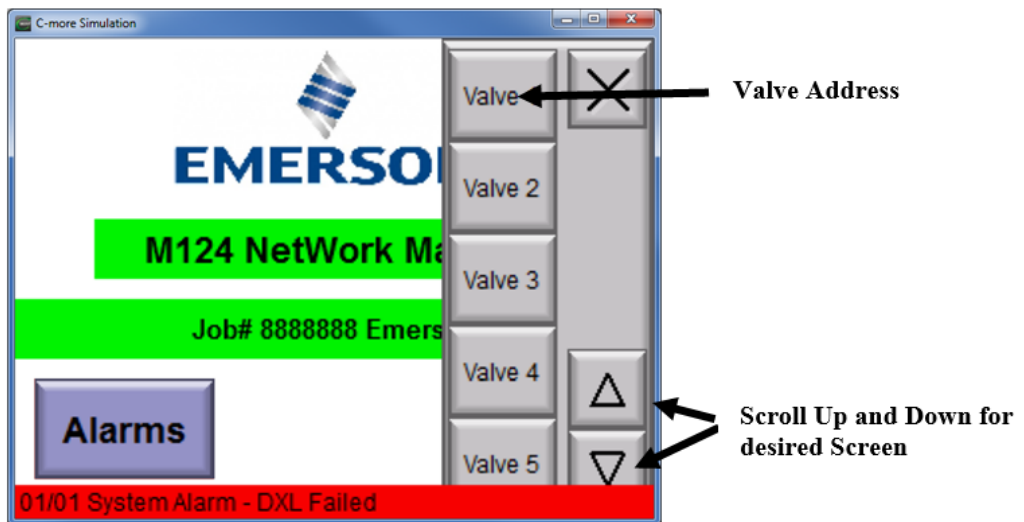 C-more Simulation
EMERSO
M124 NetWork Ma
Job# 8888888 Emers
Alarms
Valve
Valve 2
Valve 3
Valve 4
Valve 5
01/01 System Alarm - DXL Failed
Valve Address
Scroll Up and Down for
desired Screen